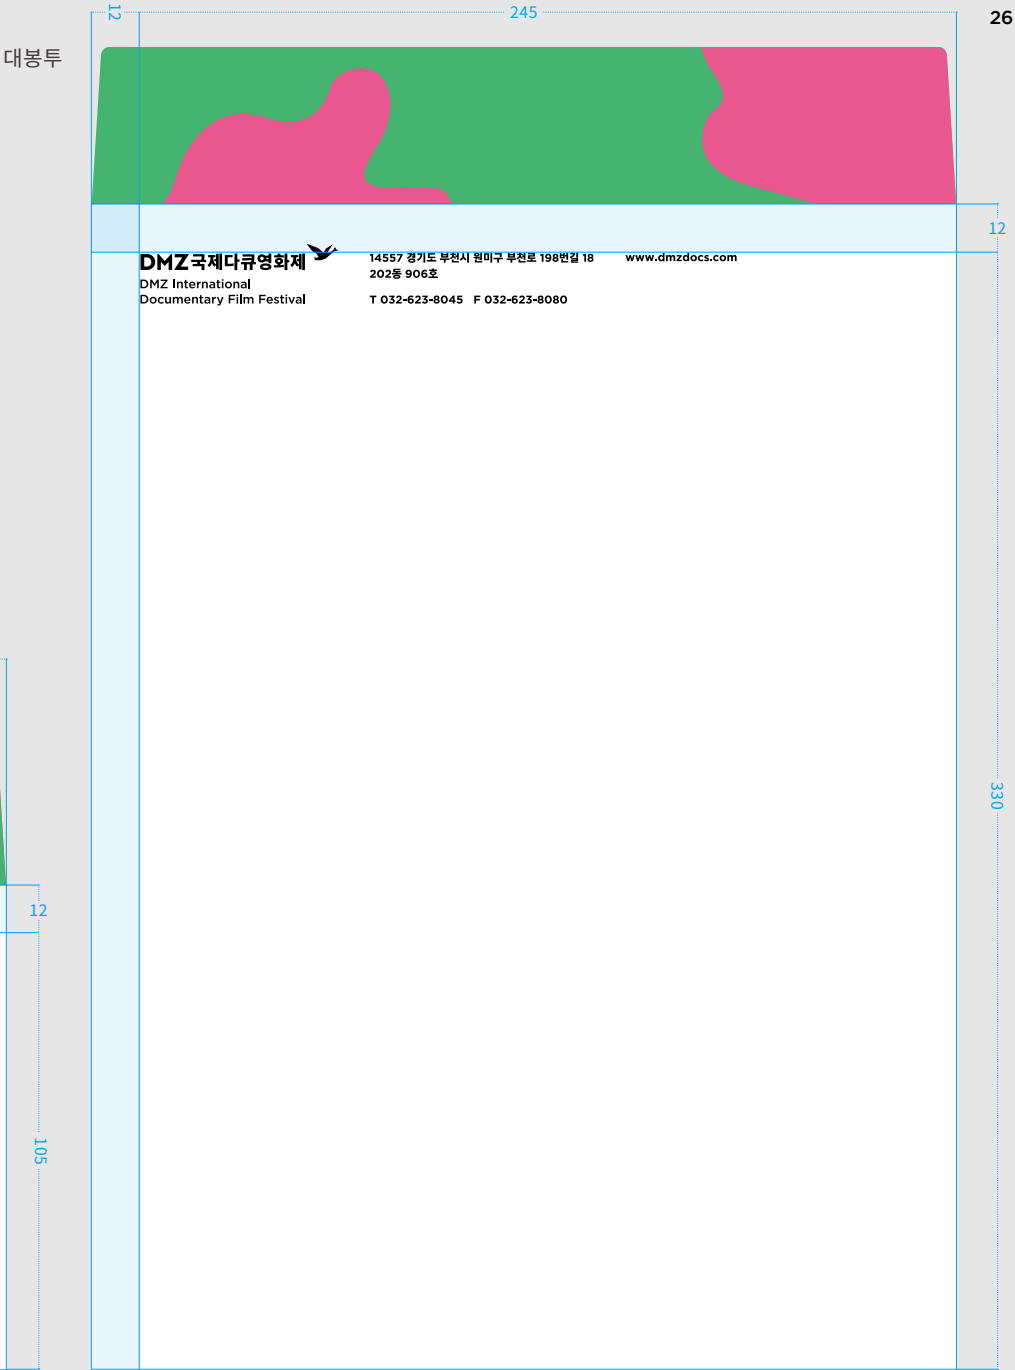 12
245
26
대봉투
12
DMZ국제다큐영화제
DMZ International
Documentary Film Festival
14557 경기도 부천시 원미구 부천로 198번길 18
202동 906호
T 032-623-8045 F 032-623-8080
www.dmzdocs.com
330
12
105